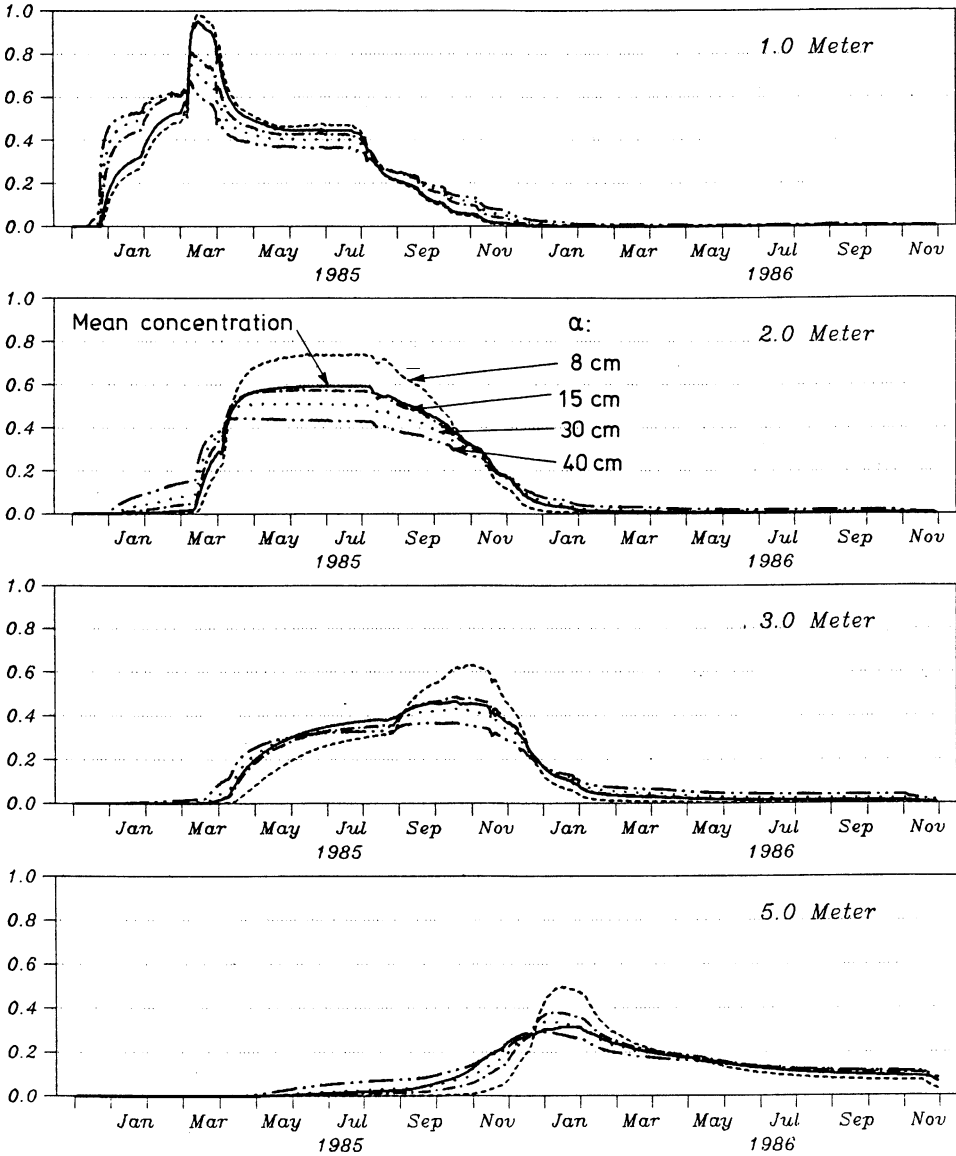 1.0
0.8
0.6
0.4
0.2
0.0
1.0 Meter
Jan Mar May Jul Sep Nov Jan Mar May Jul Sep Nov
1985 1986
1.0
0.8
0.6
0.4
0.2
0.0
Mean concentration
α:
8 cm
15 cm
30 cm
40 cm
2.0 Meter
Jan Mar May Jul Sep Nov Jan Mar May Jul Sep Nov
1985 1986
1.0
0.8
0.6
0.4
0.2
0.0
3.0 Meter
Jan Mar May Jul Sep Nov Jan Mar May Jul Sep Nov
1985 1986
1.0
0.8
0.6
0.4
0.2
0.0
5.0 Meter
Jan Mar May Jul Sep Nov Jan Mar May Jul Sep Nov
1985 1986